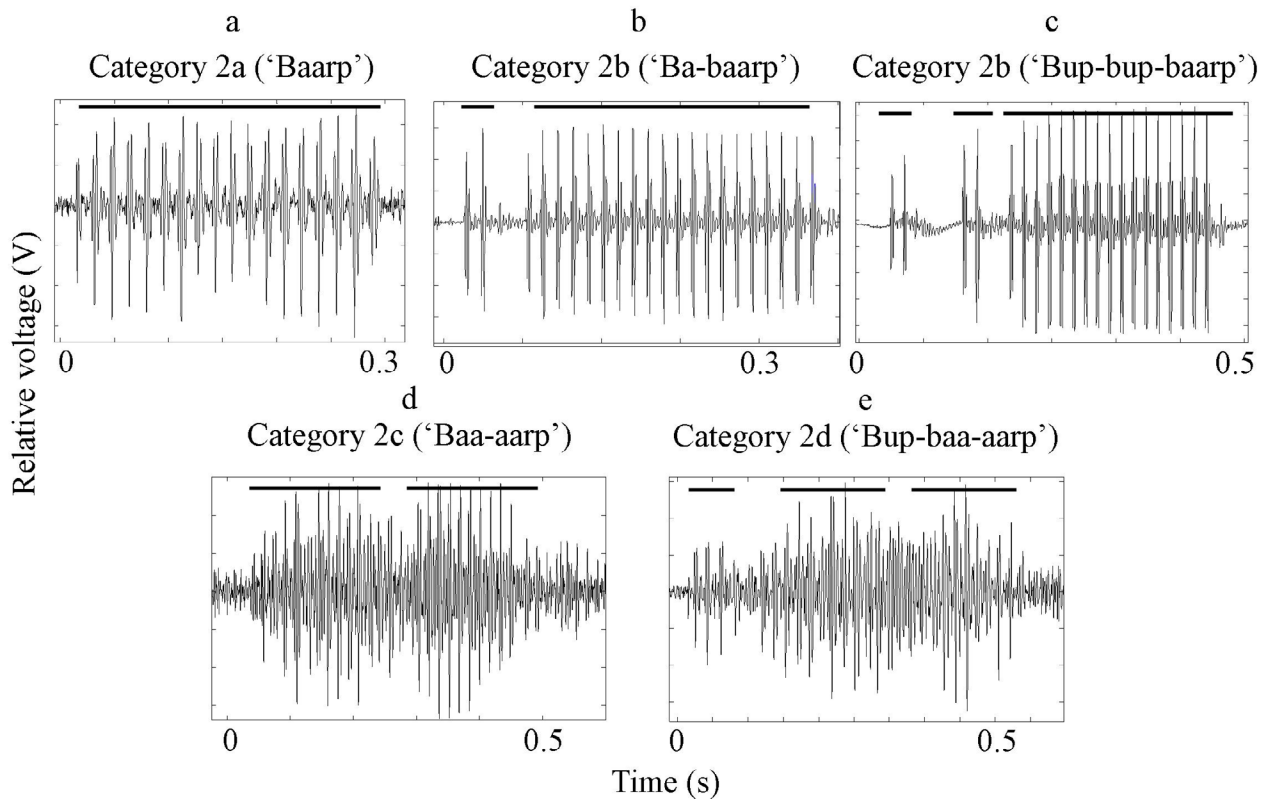 a
Category 2a (‘Baarp’)
b
Category 2b (‘Ba-baarp’)
c
Category 2b (‘Bup-bup-baarp’)
Relative voltage (V)
0 0.3
0 0.3
0 0.5
d
Category 2c (‘Baa-aarp’)
e
Category 2d (‘Bup-baa-aarp’)
0 0.5
0 0.5
Time (s)